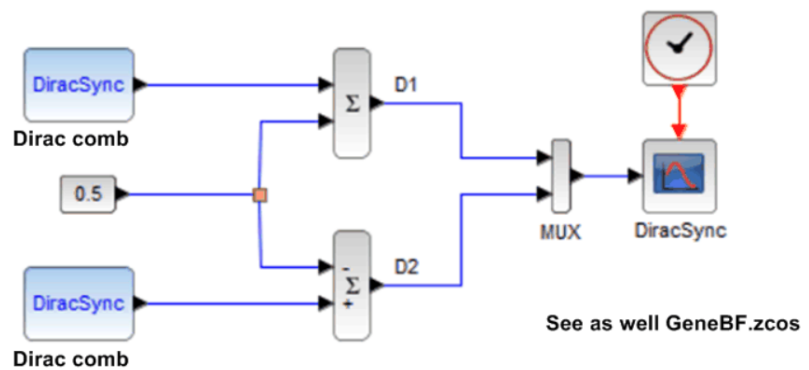 DiracSync
Dirac comb
Σ
D1
0.5
MUX
DiracSync
-
Σ
+
D2
DiracSync
Dirac comb
See as well GeneBF.zcos